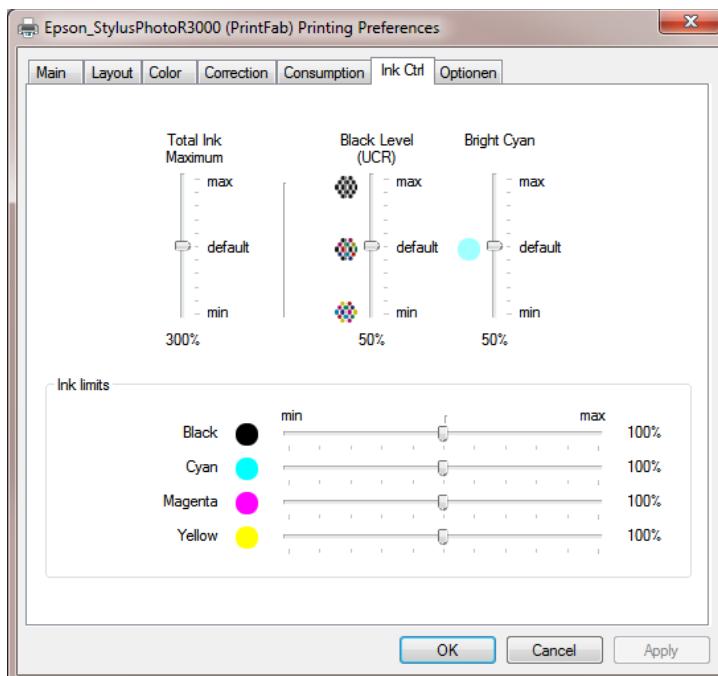 Epson_StylusPhotoR3000 (PrintFab) Printing Preferences
Main Layout Color Correction Consumption Ink Ctrl Optionen
Total Ink Maximum
Black Level (UCR)
Bright Cyan
max max max
default default default
min min min
300% 50% 50%
Ink limits
min max
Black 100%
Cyan 100%
Magenta 100%
Yellow 100%
OK Cancel Apply